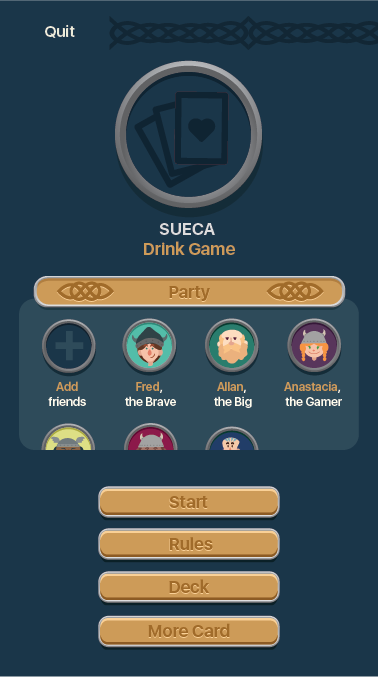 Quit
SUECA
Drink Game
Party
Add
friends
Fred,
the Brave
Allan,
the Big
Anastacia,
the Gamer
Start
Rules
Deck
More Card